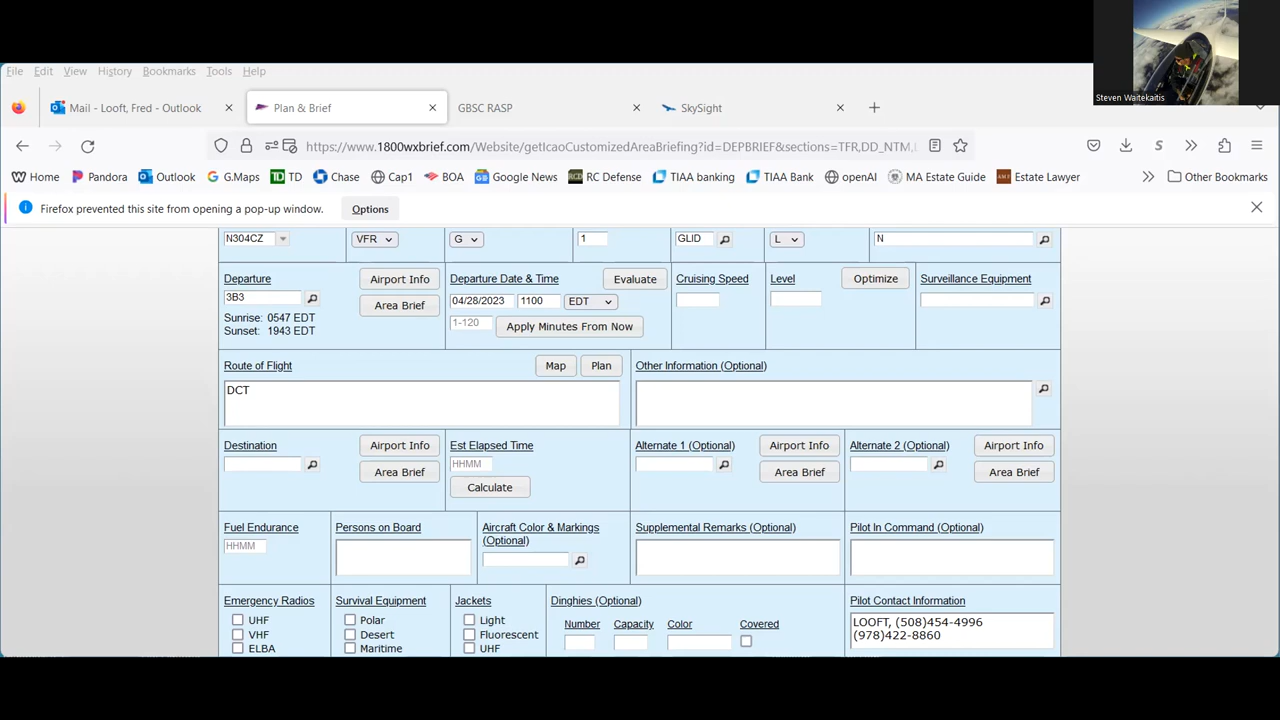 Steven Waitekaitis
File Edit View History Bookmarks Tools Help
Mail - Looft, Fred - Outlook
Plan & Brief
GBSC RASP
SkySight
https://www.1800wxbrief.com/Website/getIcaoCustomizedAreaBriefing?id=DEPBRIEF&sections=TFR,DD_NTM,
Home Pandora Outlook G.Maps TD Chase Cap1 BOA Google News RC Defense TIAA banking TIAA Bank openAI MA Estate Guide Estate Lawyer Other Bookmarks
Firefox prevented this site from opening a pop-up window. Options
N304CZ VFR G 1 GLID L N
Departure Airport Info Departure Date & Time Evaluate Cruising Speed Level Optimize Surveillance Equipment
3B3 Area Brief 04/28/2023 1100 EDT
Sunrise: 0547 EDT
Sunset: 1943 EDT
1-120 Apply Minutes From Now
Route of Flight Map Plan Other Information (Optional)
DCT
Destination Airport Info Est Elapsed Time Alternate 1 (Optional) Airport Info Alternate 2 (Optional) Airport Info
Area Brief HHMM Area Brief Area Brief
Calculate
Fuel Endurance Persons on Board Aircraft Color & Markings (Optional) Supplemental Remarks (Optional) Pilot In Command (Optional)
HHMM
Emergency Radios Survival Equipment Jackets Dinghies (Optional) Pilot Contact Information
UHF Polar Light Number Capacity Color Covered LOOFT, (508)454-4996
VHF Desert Fluorescent (978)422-8860
ELBA Maritime UHF